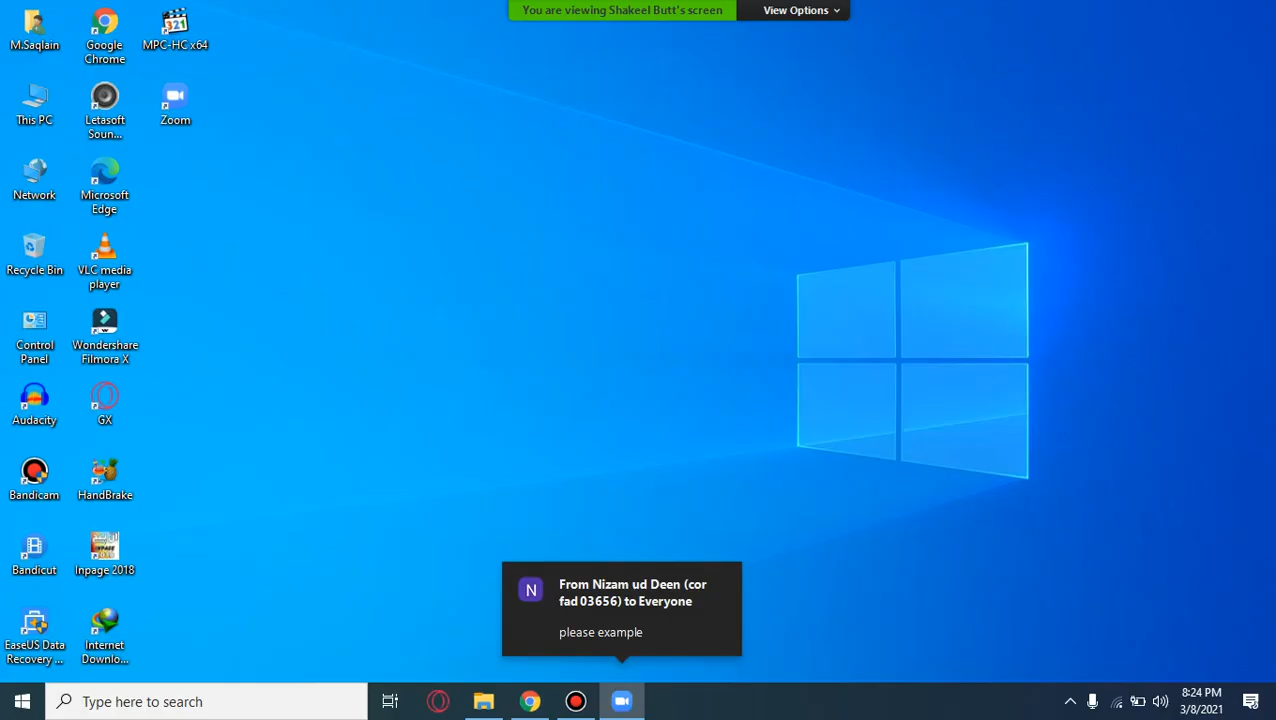 You are viewing Shakeel Butt's screen
View Options
M.Saqlain
Google
Chrome
MPC-HC x64
321
This PC
Letasoft
Soun...
Zoom
Network
Microsoft
Edge
Recycle Bin
VLC media
player
Control
Panel
Wondershare
Filmora X
Audacity
GX
Bandicam
HandBrake
Bandicut
Inpage 2018
EaseUS Data
Recovery ...
Internet
Downlo...
N
From Nizam ud Deen (cor
fad 03656) to Everyone
please example
Type here to search
8:24 PM
3/8/2021